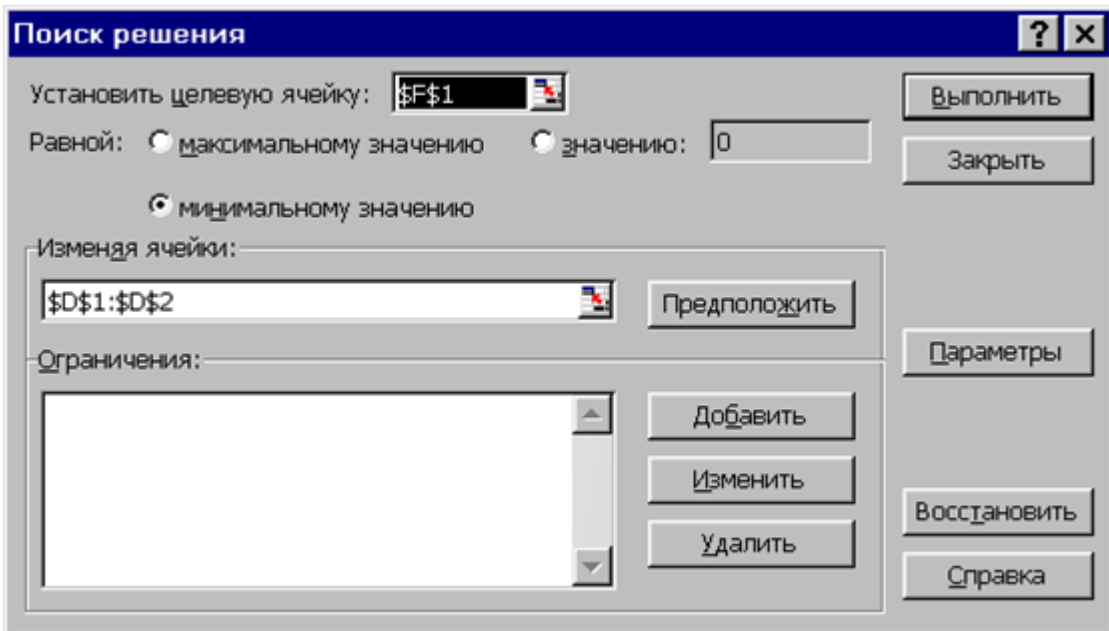 Поиск решения
Установить целевую ячейку: $F$1
Выполнить
Равной: максимальному значению значению: 0
Закрыть
минимальному значению
Изменяя ячейки:
$D$1:$D$2
Предположить
Параметры
Ограничения:
Добавить
Изменить
Восстановить
Удалить
Справка